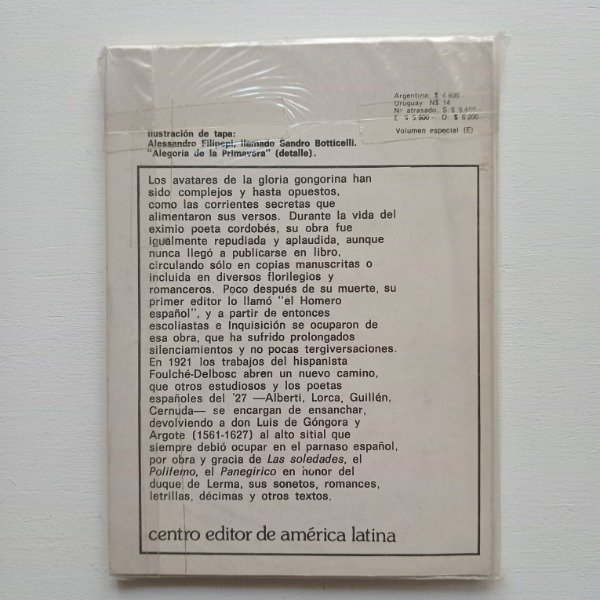 Argentina, $ 4.800.-
Uruguay N$ 14
Nº atrasado, S $ 5.400.-
E $ 5.800.-, D $ 6.200.-
Volumen especial (E)
Ilustración de tapa:
Alessandro Filipepi, llamado Sandro Botticelli.
"Alegoría de la Primavera" (detalle).
Los avatares de la gloria gongorina han
sido complejos y hasta opuestos,
como las corrientes secretas que
alimentaron sus versos. Durante la vida del
eximio poeta cordobés, su obra fue
igualmente repudiada y aplaudida, aunque
nunca llegó a publicarse en libro,
circulando sólo en copias manuscritas o
incluida en diversos florilegios y
romanceros. Poco después de su muerte, su
primer editor lo llamó "el Homero
español", y a partir de entonces
escoliastas e Inquisición se ocuparon de
esa obra, que ha sufrido prolongados
silenciamientos y no pocas tergiversaciones.
En 1921 los trabajos del hispanista
Foulché-Delbosc abren un nuevo camino,
que otros estudiosos y los poetas
españoles del '27 —Alberti, Lorca, Guillén,
Cernuda— se encargan de ensanchar,
devolviendo a don Luis de Góngora y
Argote (1561-1627) al alto sitial que
siempre debió ocupar en el parnaso español,
por obra y gracia de Las soledades, el
Polifemo, el Panegírico en honor del
duque de Lerma, sus sonetos, romances,
letrillas, décimas y otros textos.
centro editor de américa latina